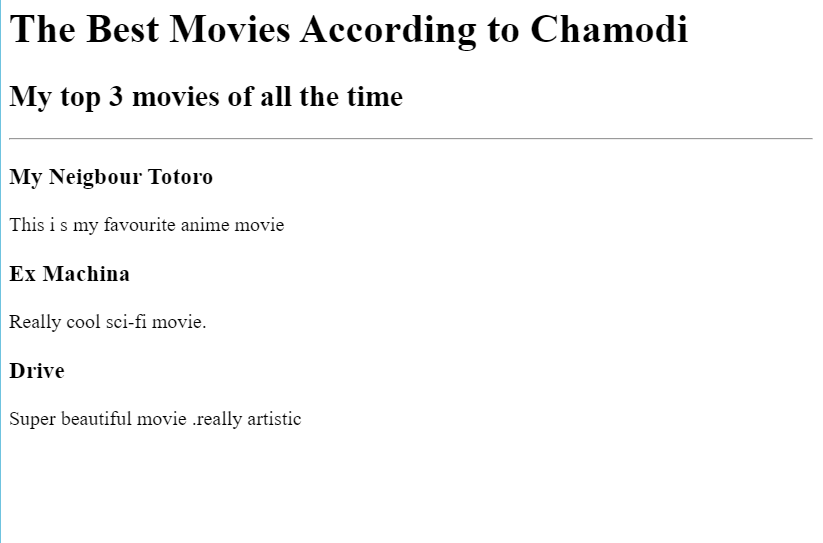 The Best Movies According to Chamodi
My top 3 movies of all the time
My Neigbour Totoro
This i s my favourite anime movie
Ex Machina
Really cool sci-fi movie.
Drive
Super beautiful movie .really artistic